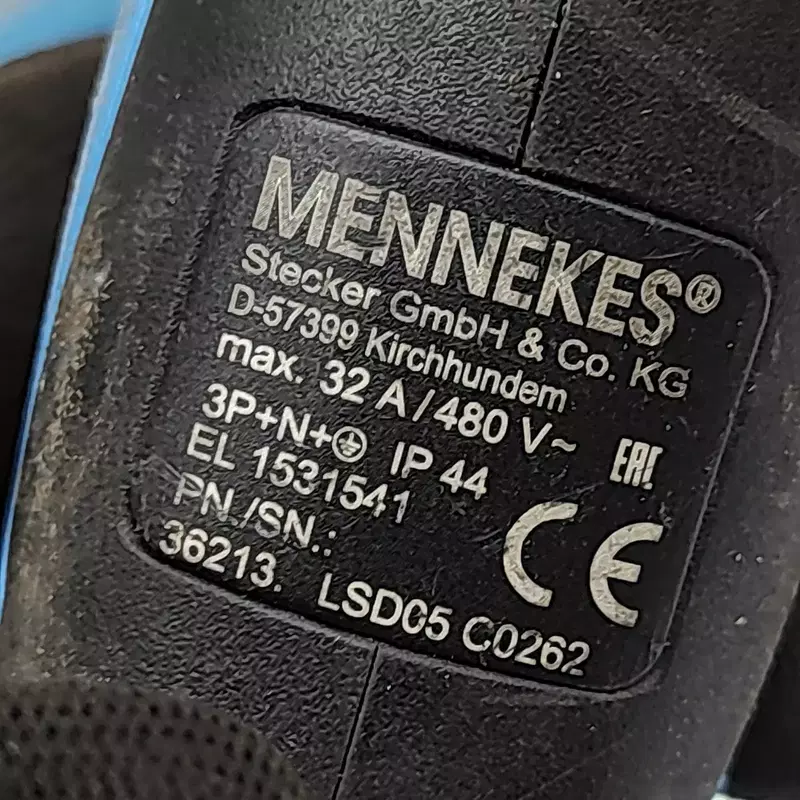 MENNEKES®
Stecker GmbH & Co. KG
D-57399 Kirchhundem
max. 32 A/480 V~
3P+N+⏚ IP 44
EAC
EL 1531541
CE
PN./SN.:
36213. LSD05 C0262